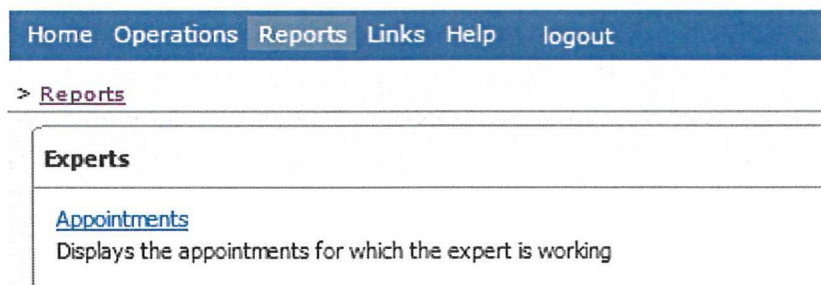 Home Operations Reports Links Help logout
> Reports
Experts
Appointments
Displays the appointments for which the expert is working